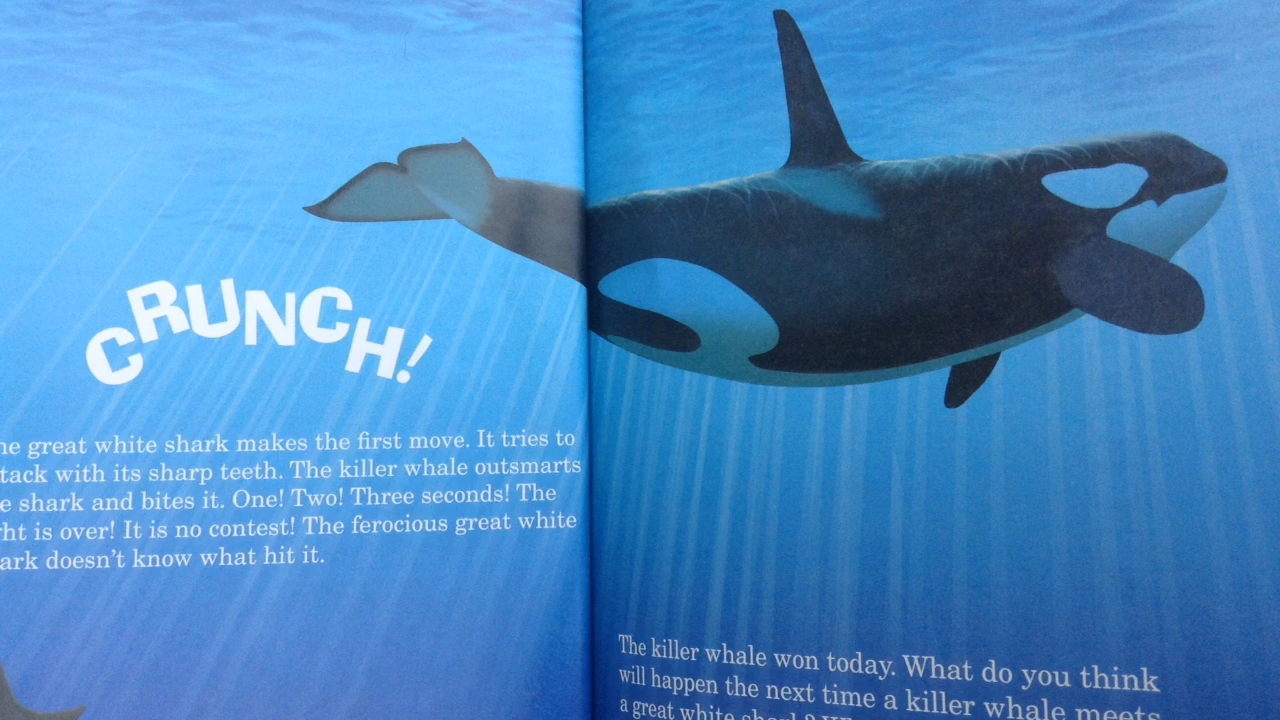 CRUNCH!
he great white shark makes the first move. It tries to
tack with its sharp teeth. The killer whale outsmarts
e shark and bites it. One! Two! Three seconds! The
ht is over! It is no contest! The ferocious great white
ark doesn't know what hit it.
The killer whale won today. What do you think
will happen the next time a killer whale meets
a great white